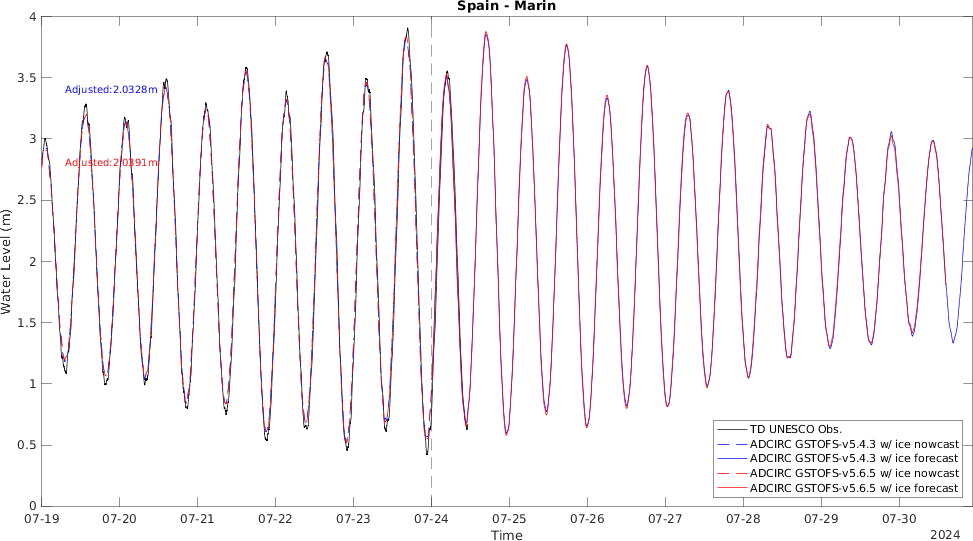 Spain - Marin
4
3.5
3
2.5
2
1.5
1
0.5
0
Water Level (m)
Adjusted:2.0328m
Adjusted:2.0391m
TD UNESCO Obs.
ADCIRC GSTOFS-v5.4.3 w/ ice nowcast
ADCIRC GSTOFS-v5.4.3 w/ ice forecast
ADCIRC GSTOFS-v5.6.5 w/ ice nowcast
ADCIRC GSTOFS-v5.6.5 w/ ice forecast
07-19 07-20 07-21 07-22 07-23 07-24 07-25 07-26 07-27 07-28 07-29 07-30
Time
2024